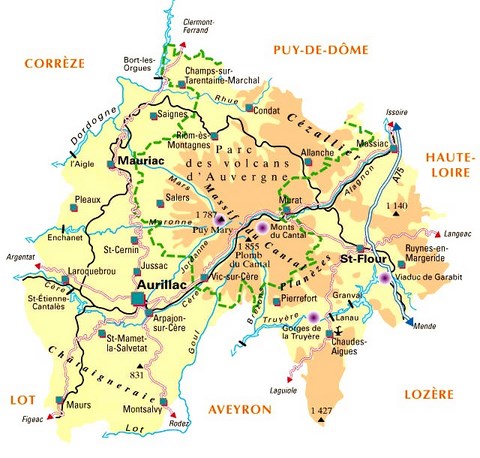 Clermont-
Ferrand
PUY-DE-DÔME
CORRÈZE
Bort-les-
Orgues
Champs-sur-
Tarentaine-Marchal
Rhue
Condat
Saignes
Dordogne
Cézallier
Issoire
Riom-ès-
Montagnes
Massiac
Allanche
Parc
des volcans
d'Auvergne
HAUTE-
LOIRE
l'Aigle
Mauriac
Mars
Alagnon
A75
Salers
Pleaux
Maronne
Massif du Cantal
1 787
Puy Mary
Murat
Monts
du Cantal
1 140
Enchanet
St-Cernin
Jordanne
1 855
Plomb
du Cantal
Langeac
St-Flour
Ruynes-en-
Margeride
Argentat
Laroquebrou
Jussac
Vic-sur-Cère
Planèzes
Viaduc de Garabit
Cère
Aurillac
Cère
Brezons
Pierrefort
Granval
St-Étienne-
Cantalès
Arpajon-
sur-Cère
Goul
Truyère
Lanau
Mende
Gorges de
la Truyère
St-Mamet-
la-Salvetat
Chaudes-
Aigues
Châtaigneraie
831
Laguiole
LOT
Maurs
Montsalvy
AVEYRON
1 427
LOZÈRE
Figeac
Lot
Rodez